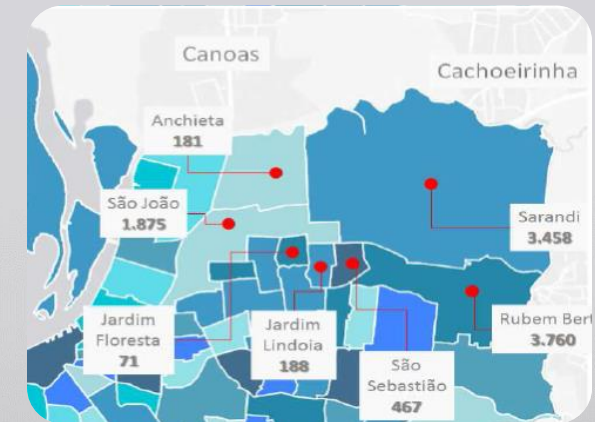 Canoas
Cachoeirinha
Anchieta
181
São João
1.875
Sarandi
3.458
Jardim
Floresta
71
Jardim
Lindoia
188
São
Sebastião
467
Rubem Bert
3.760